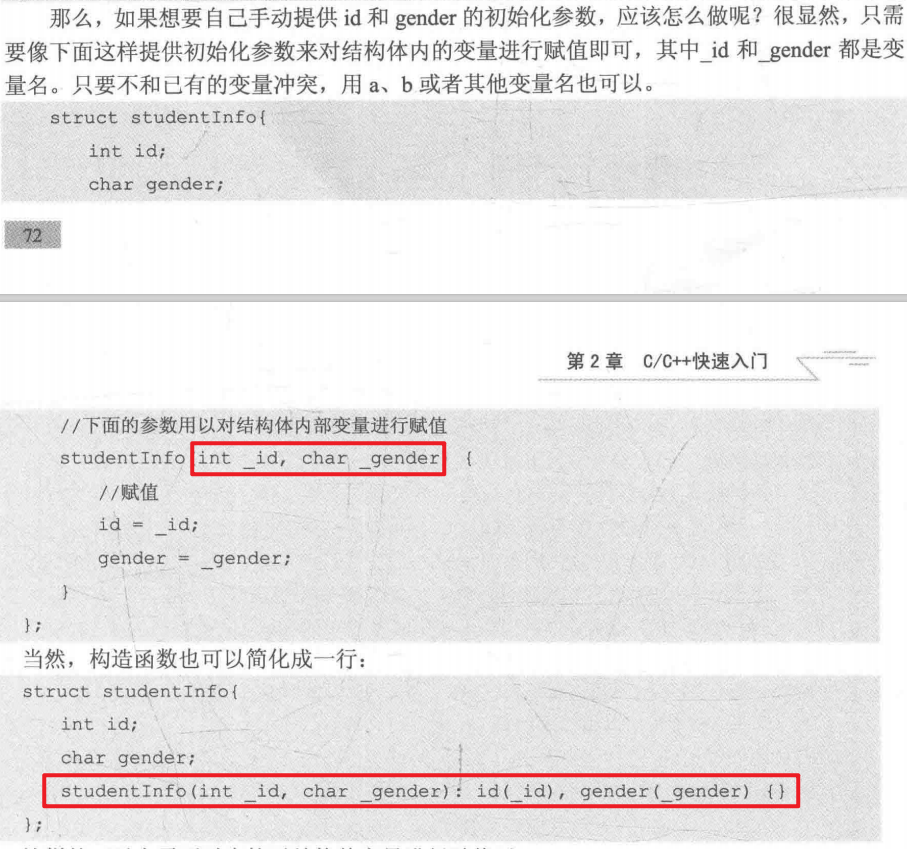 那么，如果想要自己手动提供 id 和 gender 的初始化参数，应该怎么做呢？很显然，只需
要像下面这样提供初始化参数来对结构体内的变量进行赋值即可，其中_id 和_gender 都是变
量名。只要不和已有的变量冲突，用 a、b 或者其他变量名也可以。
struct studentInfo{
int id;
char gender;
72
第 2 章 C/C++快速入门
//下面的参数用以对结构体内部变量进行赋值
studentInfo int _id, char _gender {
//赋值
id = _id;
gender = _gender;
}
};
当然，构造函数也可以简化成一行：
struct studentInfo{
int id;
char gender;
studentInfo(int _id, char _gender): id(_id), gender(_gender) {}
};